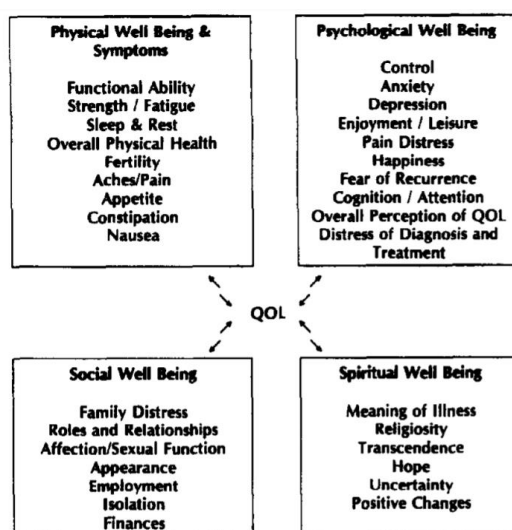 Physical Well Being &
Symptoms
Functional Ability
Strength / Fatigue
Sleep & Rest
Overall Physical Health
Fertility
Aches/Pain
Appetite
Constipation
Nausea
Psychological Well Being
Control
Anxiety
Depression
Enjoyment / Leisure
Pain Distress
Happiness
Fear of Recurrence
Cognition / Attention
Overall Perception of QOL
Distress of Diagnosis and
Treatment
QOL
Social Well Being
Family Distress
Roles and Relationships
Affection/Sexual Function
Appearance
Employment
Isolation
Finances
Spiritual Well Being
Meaning of Illness
Religiosity
Transcendence
Hope
Uncertainty
Positive Changes